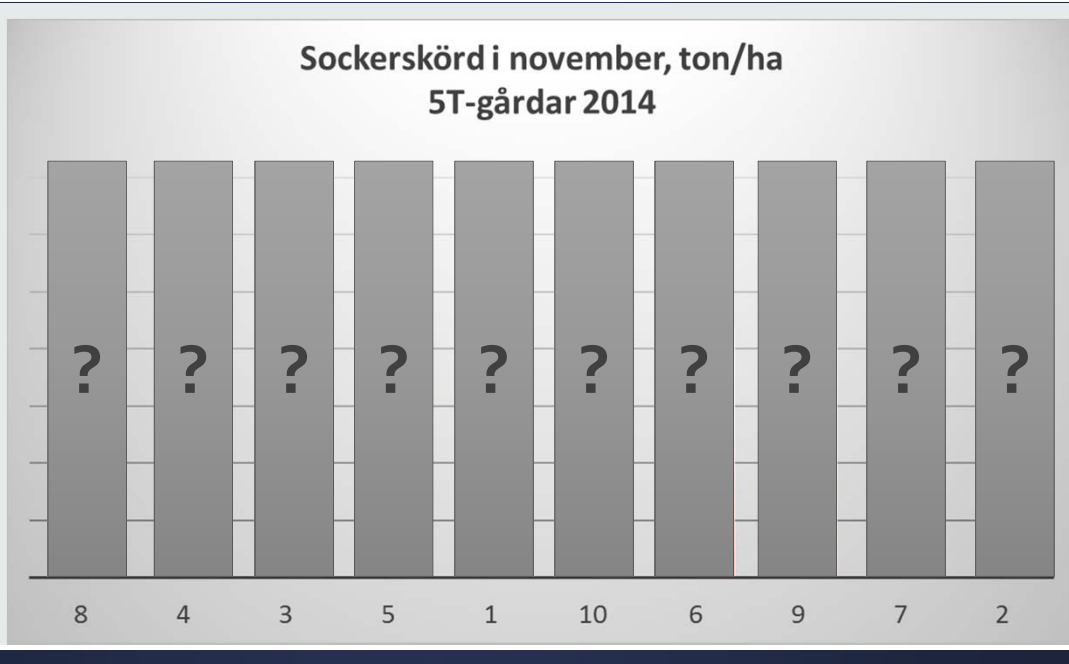 Sockerskörd i november, ton/ha
5T-gårdar 2014
? ? ? ? ? ? ? ? ? ?
8 4 3 5 1 10 6 9 7 2